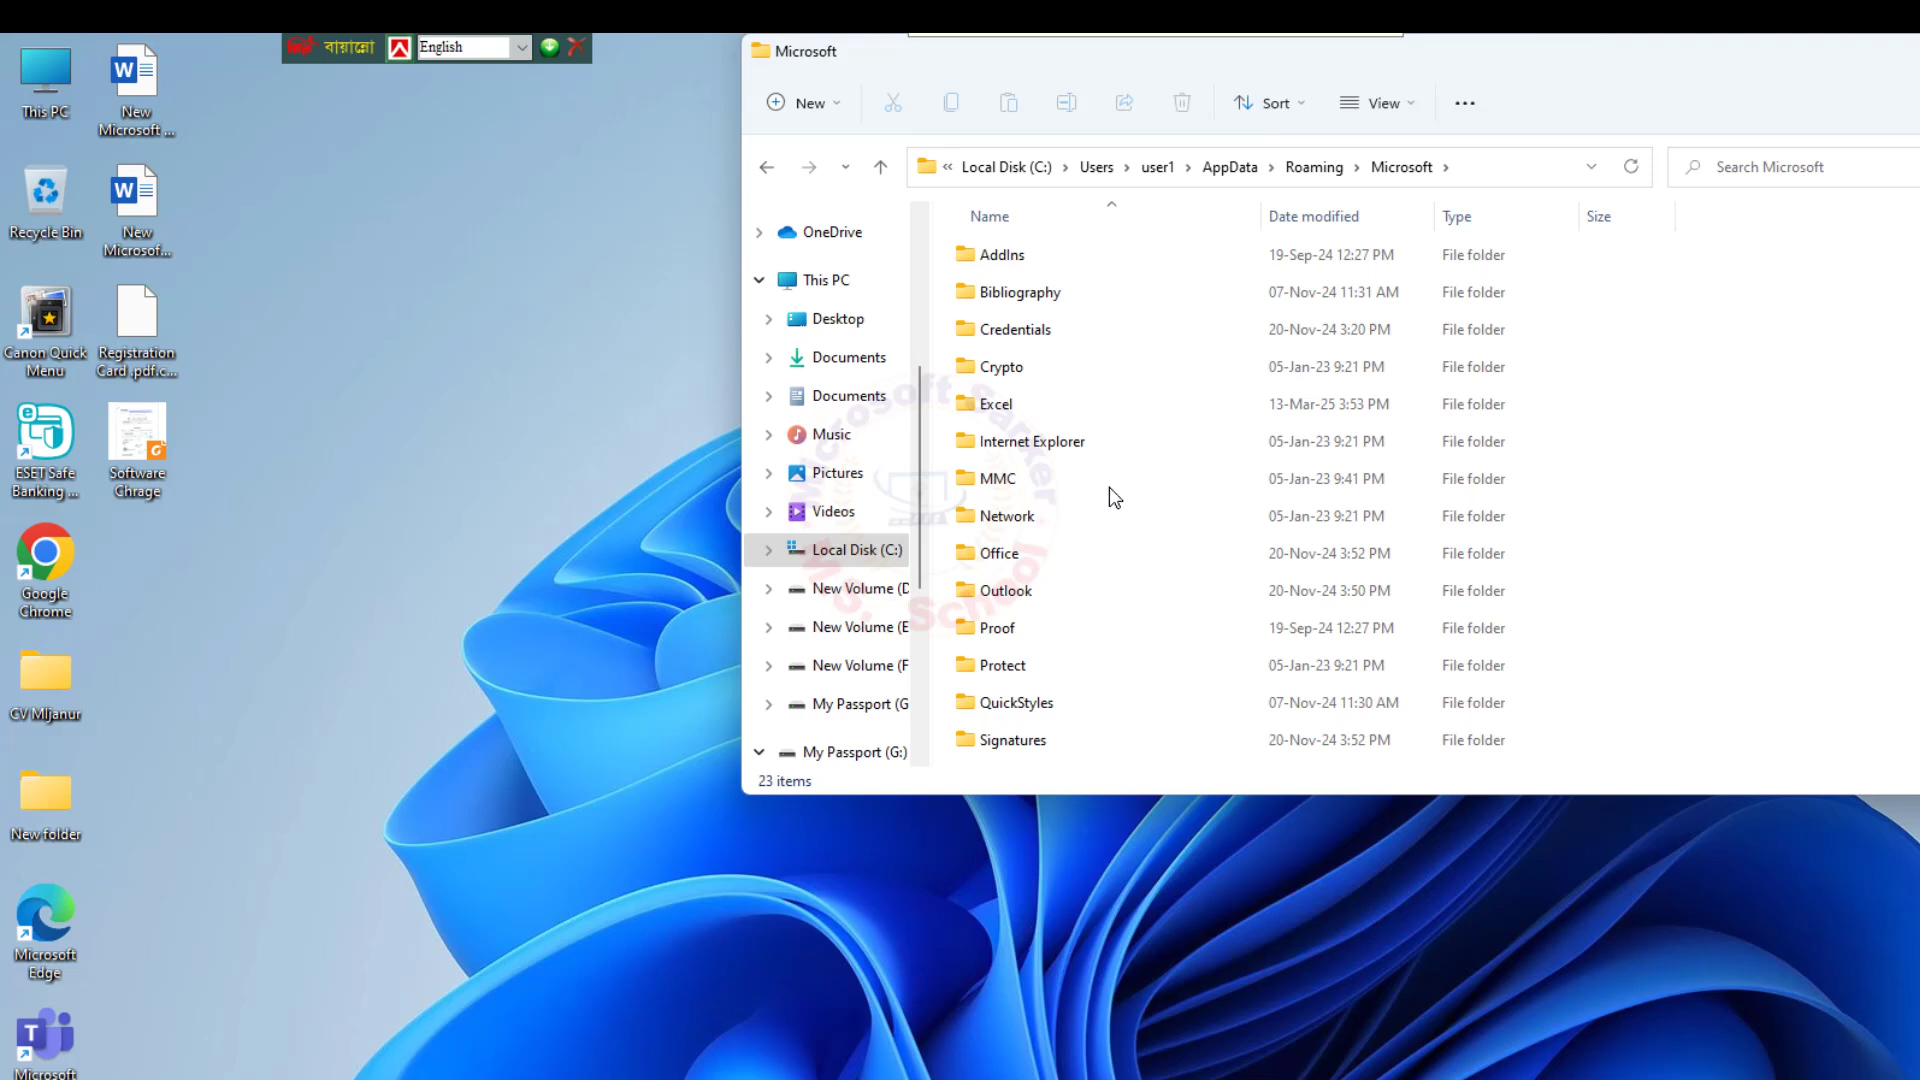 This PC
New
Microsoft ...
Recycle Bin
New
Microsof...
Canon Quick
Menu
Registration
Card .pdf.c...
ESET Safe
Banking ...
Software
Chrage
Google
Chrome
CV MIjanur
New folder
Microsoft
Edge
Microsoft
বায়ান্নো
English
Microsoft
New
Sort
View
Local Disk (C:) > Users > user1 > AppData > Roaming > Microsoft >
Search Microsoft
OneDrive
This PC
Desktop
Documents
Documents
Music
Pictures
Videos
Local Disk (C:)
New Volume (D
New Volume (E
New Volume (F
My Passport (G
My Passport (G:)
Name Date modified Type Size
AddIns 19-Sep-24 12:27 PM File folder
Bibliography 07-Nov-24 11:31 AM File folder
Credentials 20-Nov-24 3:20 PM File folder
Crypto 05-Jan-23 9:21 PM File folder
Excel 13-Mar-25 3:53 PM File folder
Internet Explorer 05-Jan-23 9:21 PM File folder
MMC 05-Jan-23 9:41 PM File folder
Network 05-Jan-23 9:21 PM File folder
Office 20-Nov-24 3:52 PM File folder
Outlook 20-Nov-24 3:50 PM File folder
Proof 19-Sep-24 12:27 PM File folder
Protect 05-Jan-23 9:21 PM File folder
QuickStyles 07-Nov-24 11:30 AM File folder
Signatures 20-Nov-24 3:52 PM File folder
23 items
Microsoft Sarker
M.S. School